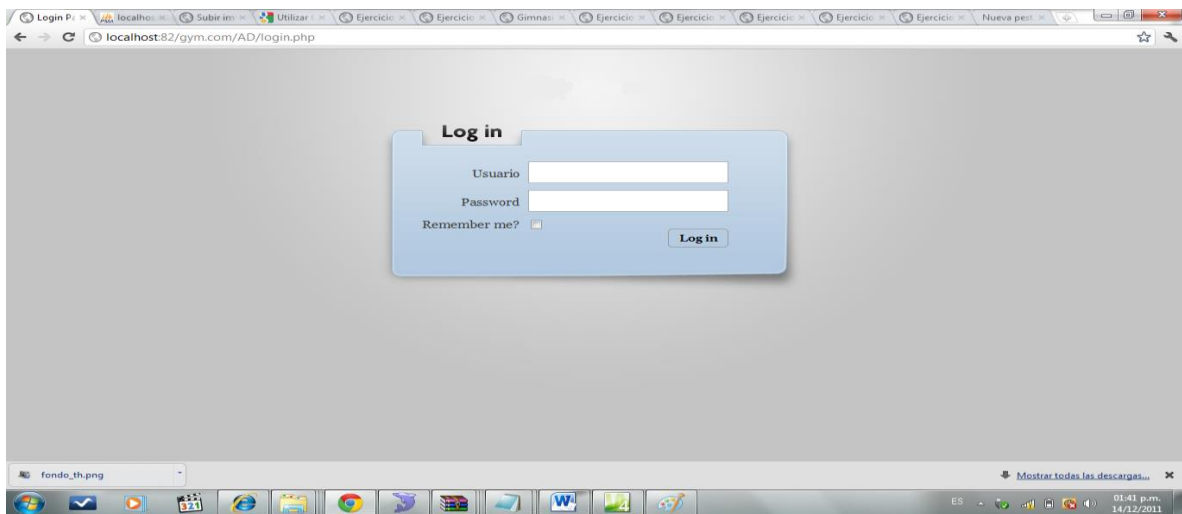 Login P
localhos
Subir im
Utilizar
Ejercicio
Ejercicio
Gimnasi
Ejercicio
Ejercicio
Ejercicio
Ejercicio
Ejercicio
Nueva pest
localhost:82/gym.com/AD/login.php
Log in
Usuario
Password
Remember me?
Log in
fondo_th.png
Mostrar todas las descargas...
321
W
ES
01:41 p.m.
14/12/2011